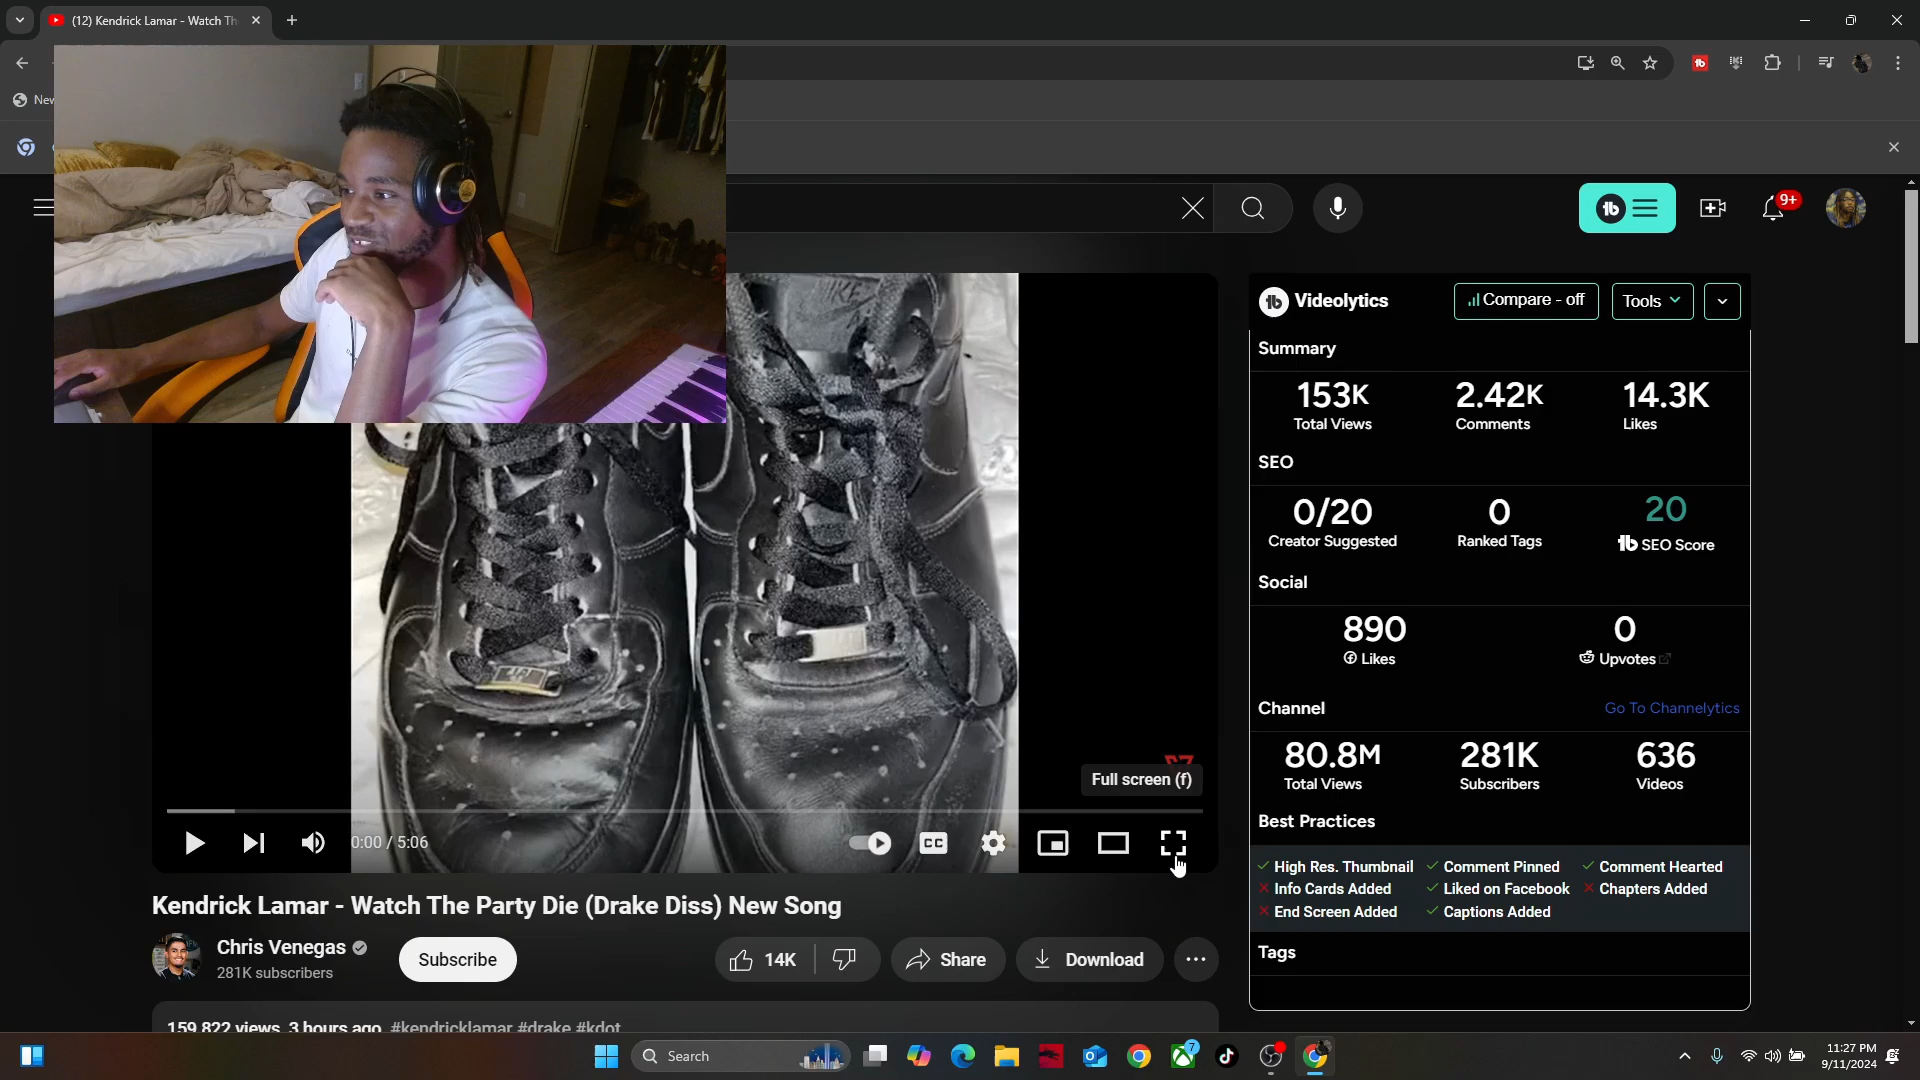 (12) Kendrick Lamar - Watch Th
New
9+
Videolytics
Compare - off
Tools
Summary
153K
2.42K
14.3K
Total Views
Comments
Likes
SEO
0/20
0
20
Creator Suggested
Ranked Tags
SEO Score
Social
890
0
Likes
Upvotes
Channel
Go To Channelytics
80.8M
281K
636
Total Views
Subscribers
Videos
Best Practices
High Res. Thumbnail
Comment Pinned
Comment Hearted
Info Cards Added
Liked on Facebook
Chapters Added
End Screen Added
Captions Added
Tags
Full screen (f)
0:00 / 5:06
CC
Kendrick Lamar - Watch The Party Die (Drake Diss) New Song
Chris Venegas
281K subscribers
Subscribe
14K
Share
Download
159,822 views 3 hours ago #kendricklamar #drake #kdot
Search
7
11:27 PM
9/11/2024